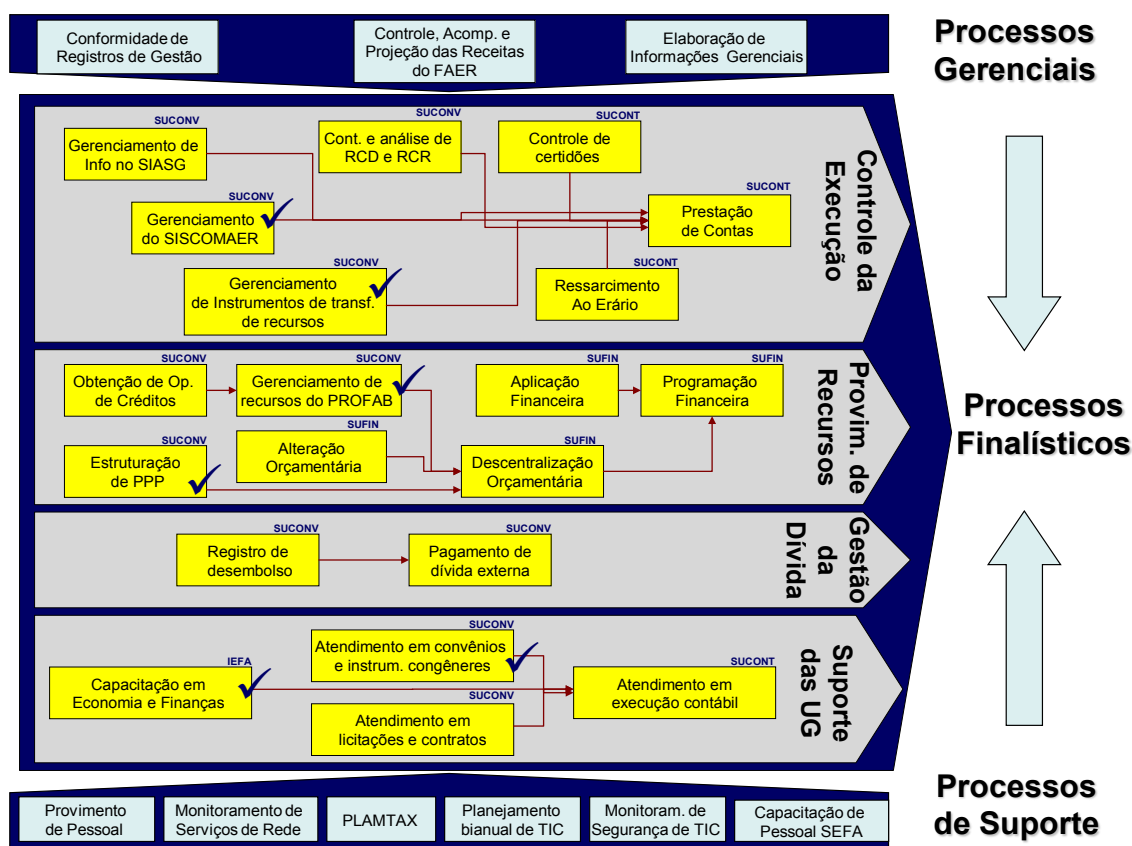 Conformidade de
Registros de Gestão
Controle, Acomp. e
Projeção das Receitas
do FAER
Elaboração de
Informações Gerenciais
Processos
Gerenciais
SUCONV
Gerenciamento de
Info no SIASG
SUCONV
Cont. e análise de
RCD e RCR
SUCONT
Controle de
certidões
SUCONV
Gerenciamento
do SISCOMAER
SUCONT
Prestação
de Contas
SUCONV
Gerenciamento
de Instrumentos de transf.
de recursos
SUCONT
Ressarcimento
Ao Erário
Controle da
Execução
SUCONV
Obtenção de Op.
de Créditos
SUCONV
Gerenciamento de
recursos do PROFAB
SUFIN
Aplicação
Financeira
SUFIN
Programação
Financeira
SUCONV
Estruturação
de PPP
SUFIN
Alteração
Orçamentária
SUFIN
Descentralização
Orçamentária
Provim. de
Recursos
Processos
Finalísticos
SUCONV
Registro de
desembolso
SUCONV
Pagamento de
dívida externa
Gestão
da
Dívida
IEFA
Capacitação em
Economia e Finanças
SUCONV
Atendimento em convênios
e instrum. congêneres
SUCONV
Atendimento em
licitações e contratos
SUCONT
Atendimento em
execução contábil
Suporte
das UG
Provimento
de Pessoal
Monitoramento de
Serviços de Rede
PLAMTAX
Planejamento
bianual de TIC
Monitoram. de
Segurança de TIC
Capacitação de
Pessoal SEFA
Processos
de Suporte